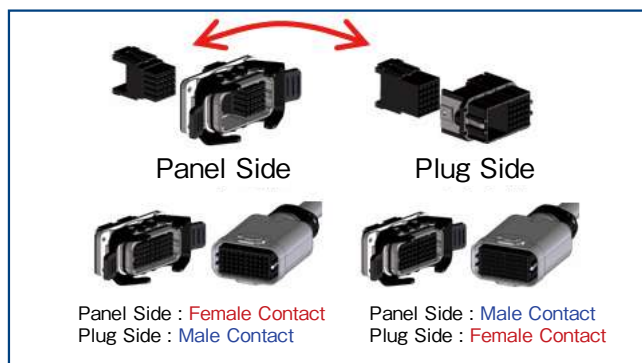 Panel Side
Plug Side
Panel Side : Female Contact
Plug Side : Male Contact
Panel Side : Male Contact
Plug Side : Female Contact